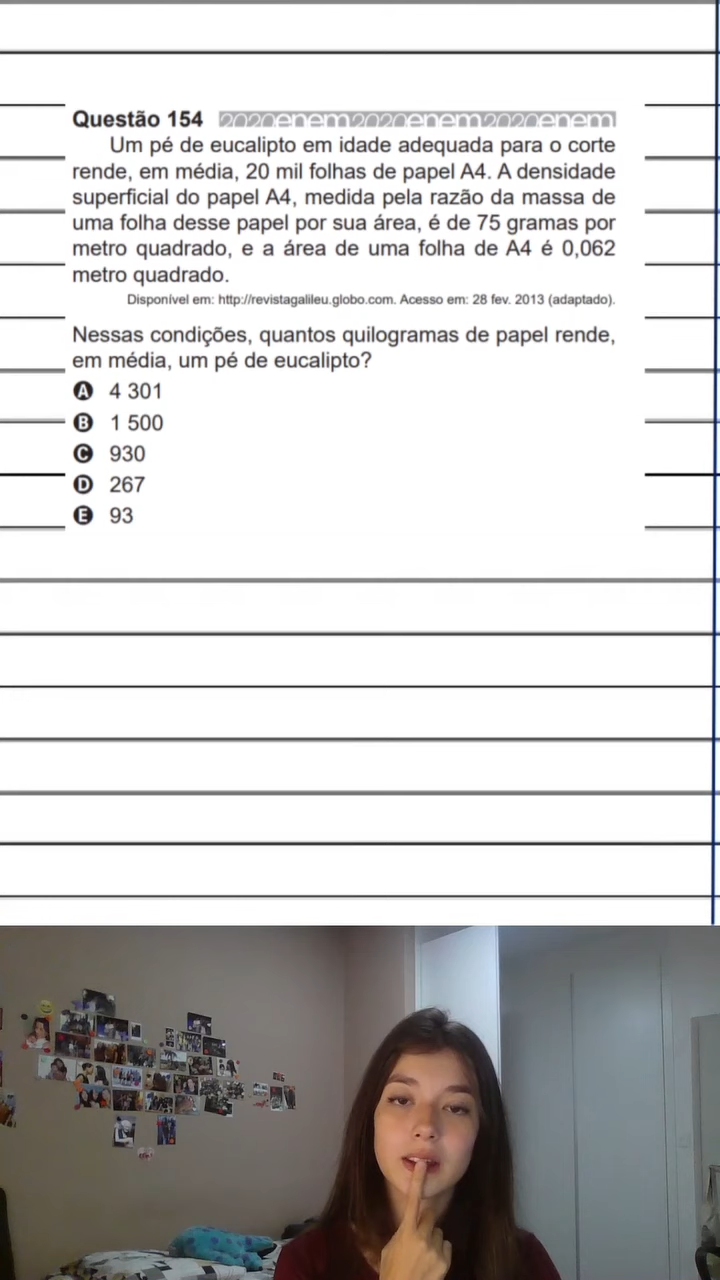 Questão 154 2020enem2020enem2020enem
Um pé de eucalipto em idade adequada para o corte
rende, em média, 20 mil folhas de papel A4. A densidade
superficial do papel A4, medida pela razão da massa de
uma folha desse papel por sua área, é de 75 gramas por
metro quadrado, e a área de uma folha de A4 é 0,062
metro quadrado.
Disponível em: http://revistagalileu.globo.com. Acesso em: 28 fev. 2013 (adaptado).
Nessas condições, quantos quilogramas de papel rende,
em média, um pé de eucalipto?
A 4 301
B 1 500
C 930
D 267
E 93